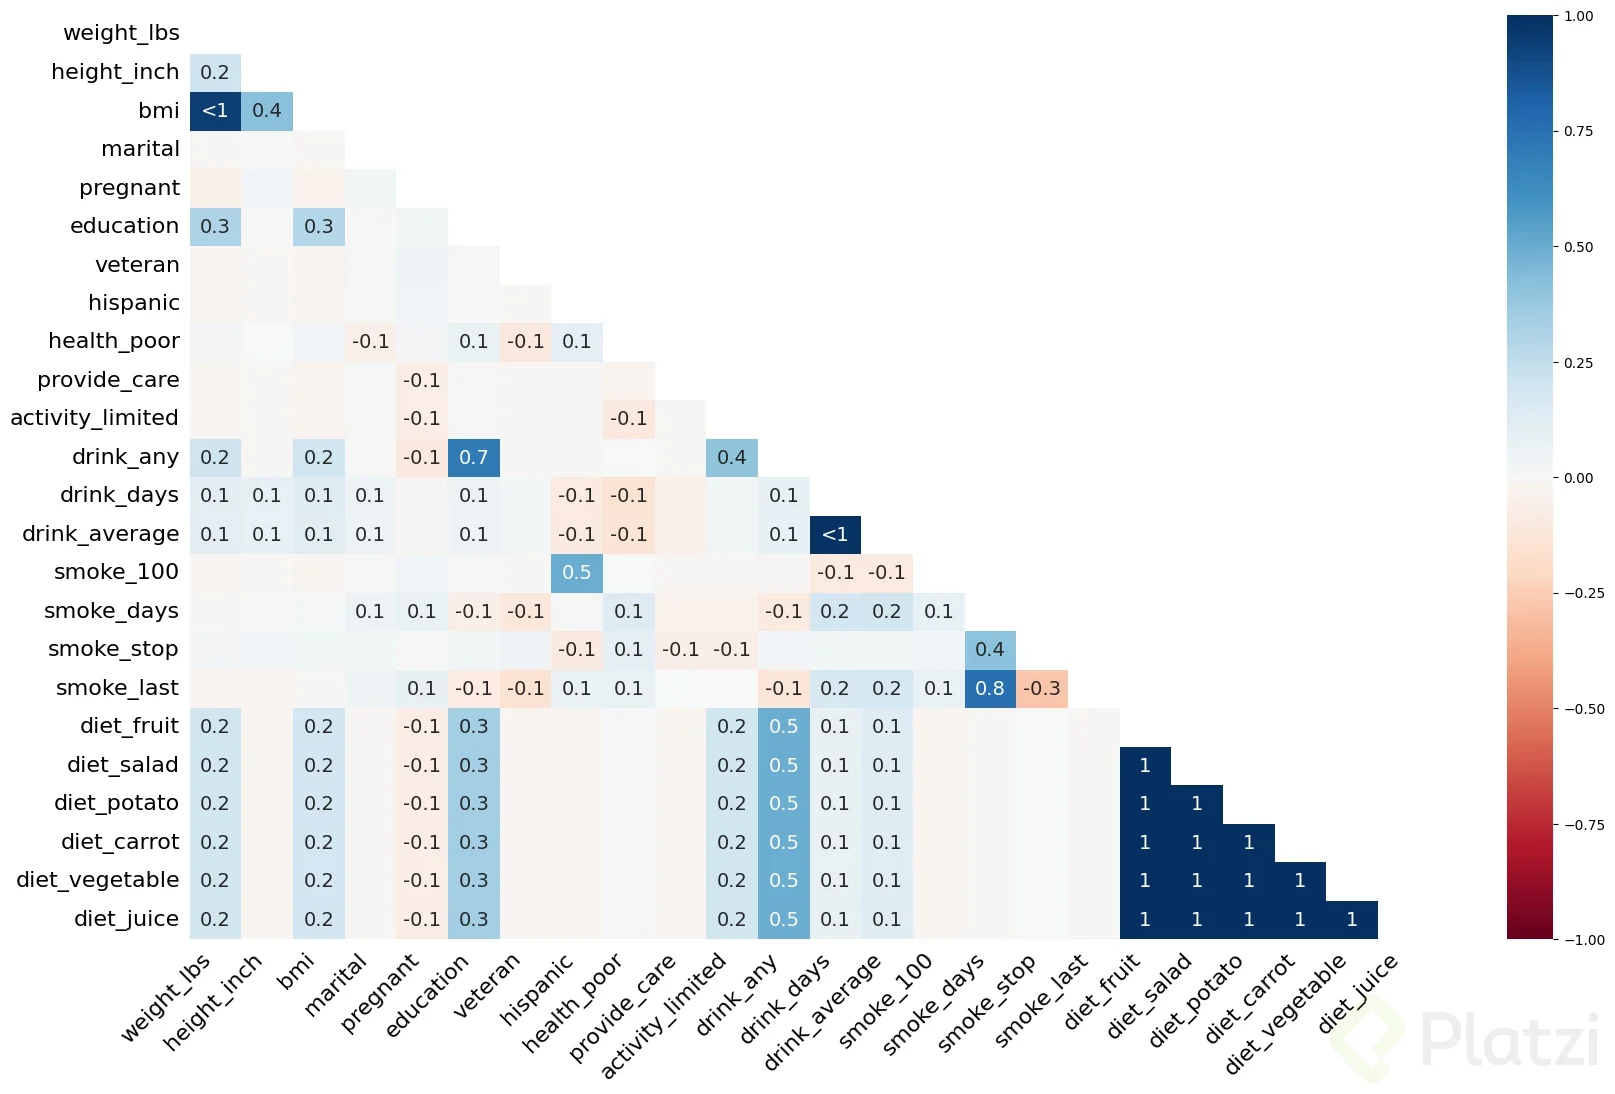 weight_lbs
height_inch 0.2
bmi <1 0.4
marital
pregnant
education 0.3 0.3
veteran
hispanic
health_poor -0.1 0.1 -0.1 0.1
provide_care -0.1
activity_limited -0.1 -0.1
drink_any 0.2 0.2 -0.1 0.7 0.4
drink_days 0.1 0.1 0.1 0.1 0.1 -0.1 -0.1 0.1
drink_average 0.1 0.1 0.1 0.1 0.1 -0.1 -0.1 0.1 <1
smoke_100 0.5 -0.1 -0.1
smoke_days 0.1 0.1 -0.1 -0.1 0.1 -0.1 0.2 0.2 0.1
smoke_stop -0.1 0.1 -0.1 -0.1 0.4
smoke_last 0.1 -0.1 -0.1 0.1 0.1 -0.1 0.2 0.2 0.1 0.8 -0.3
diet_fruit 0.2 0.2 -0.1 0.3 0.2 0.5 0.1 0.1
diet_salad 0.2 0.2 -0.1 0.3 0.2 0.5 0.1 0.1 1
diet_potato 0.2 0.2 -0.1 0.3 0.2 0.5 0.1 0.1 1 1
diet_carrot 0.2 0.2 -0.1 0.3 0.2 0.5 0.1 0.1 1 1 1
diet_vegetable 0.2 0.2 -0.1 0.3 0.2 0.5 0.1 0.1 1 1 1 1
diet_juice 0.2 0.2 -0.1 0.3 0.2 0.5 0.1 0.1 1 1 1 1 1
weight_lbs height_inch bmi marital pregnant education veteran hispanic health_poor provide_care activity_limited drink_any drink_days drink_average smoke_100 smoke_days smoke_stop smoke_last diet_fruit diet_salad diet_potato diet_carrot diet_vegetable diet_juice
1.00
0.75
0.50
0.25
0.00
−0.25
−0.50
−0.75
−1.00
Platzi